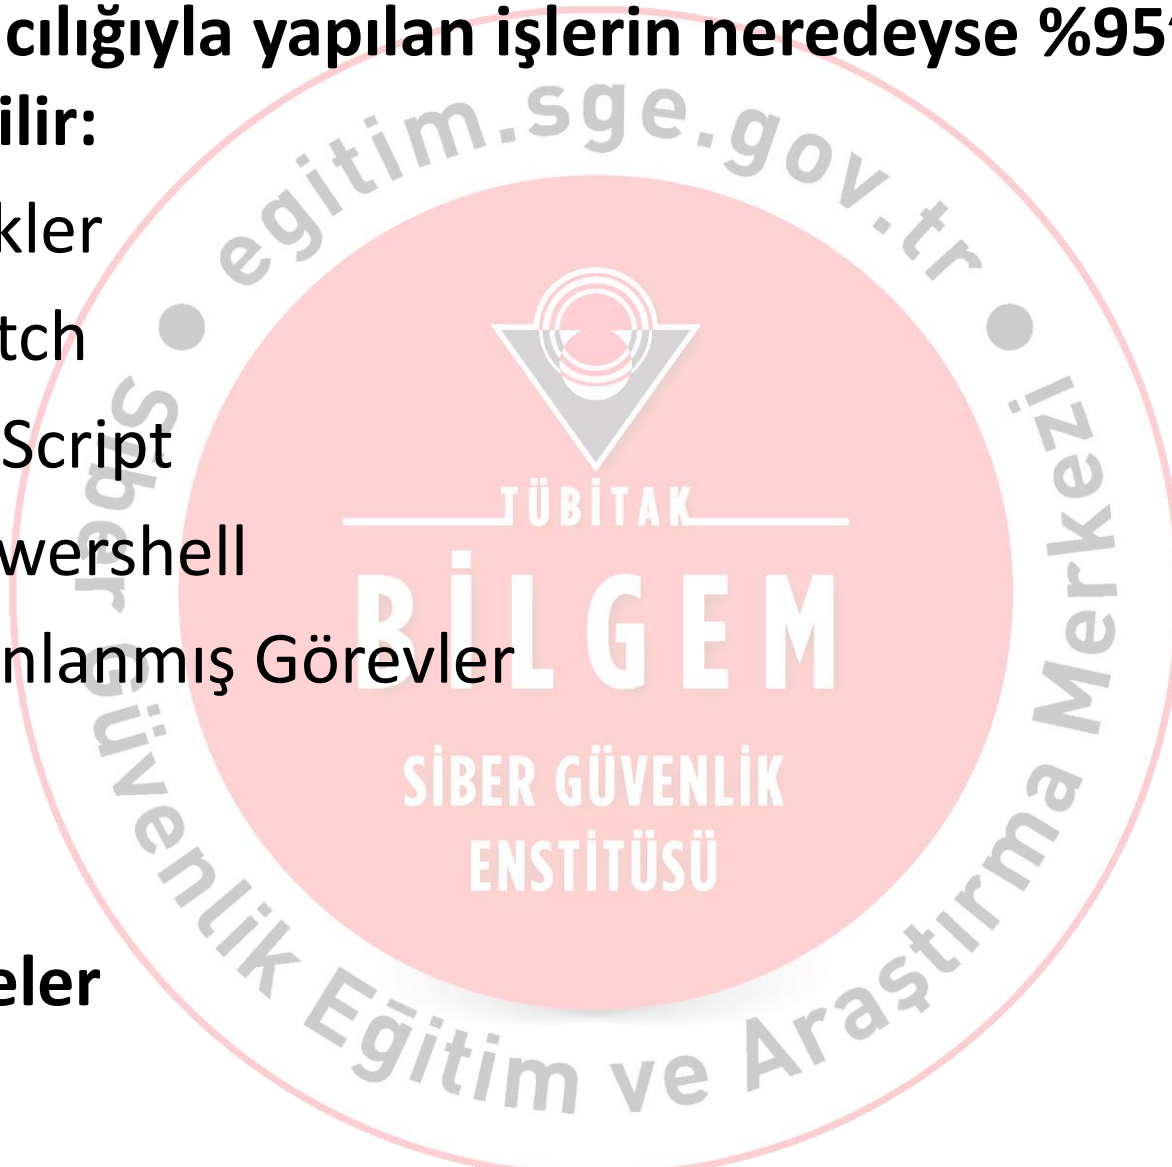 cılığıyla yapılan işlerin neredeyse %95'
ilir:
kler
tch
Script
wershell
nlanmış Görevler
eler
egitim.sge.gov.tr
Siber Güvenlik Eğitim ve Araştırma Merkezi
TÜBİTAK
BİLGEM
SİBER GÜVENLİK
ENSTİTÜSÜ